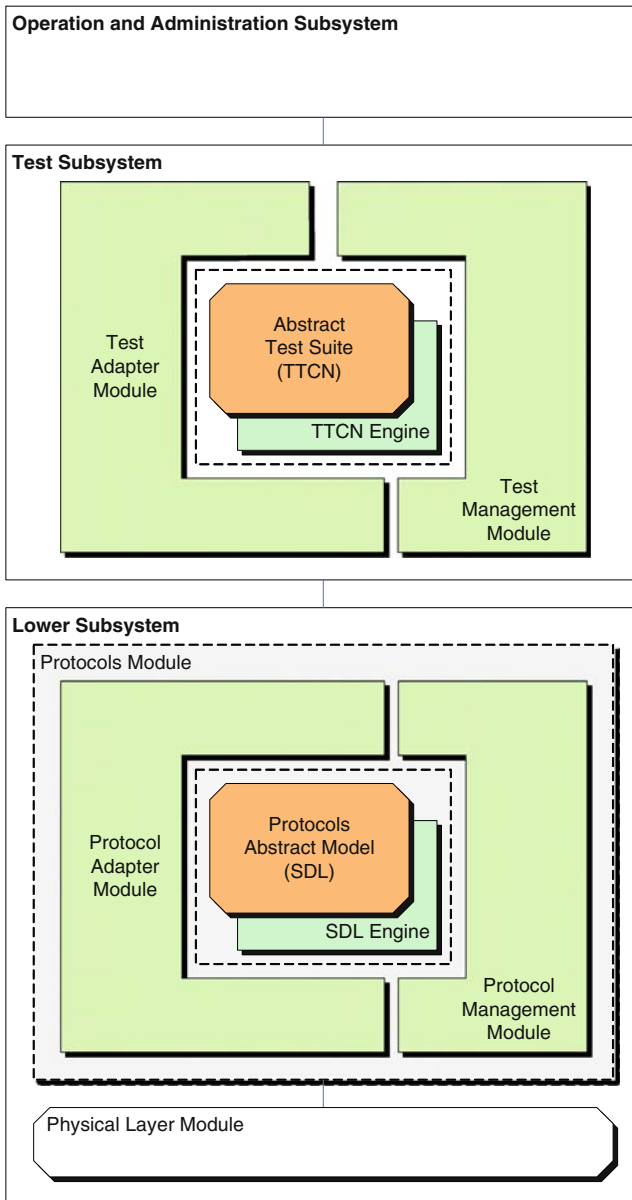 Operation and Administration Subsystem
Test Subsystem
Test
Adapter
Module
Abstract
Test Suite
(TTCN)
TTCN Engine
Test
Management
Module
Lower Subsystem
Protocols Module
Protocol
Adapter
Module
Protocols
Abstract Model
(SDL)
SDL Engine
Protocol
Management
Module
Physical Layer Module